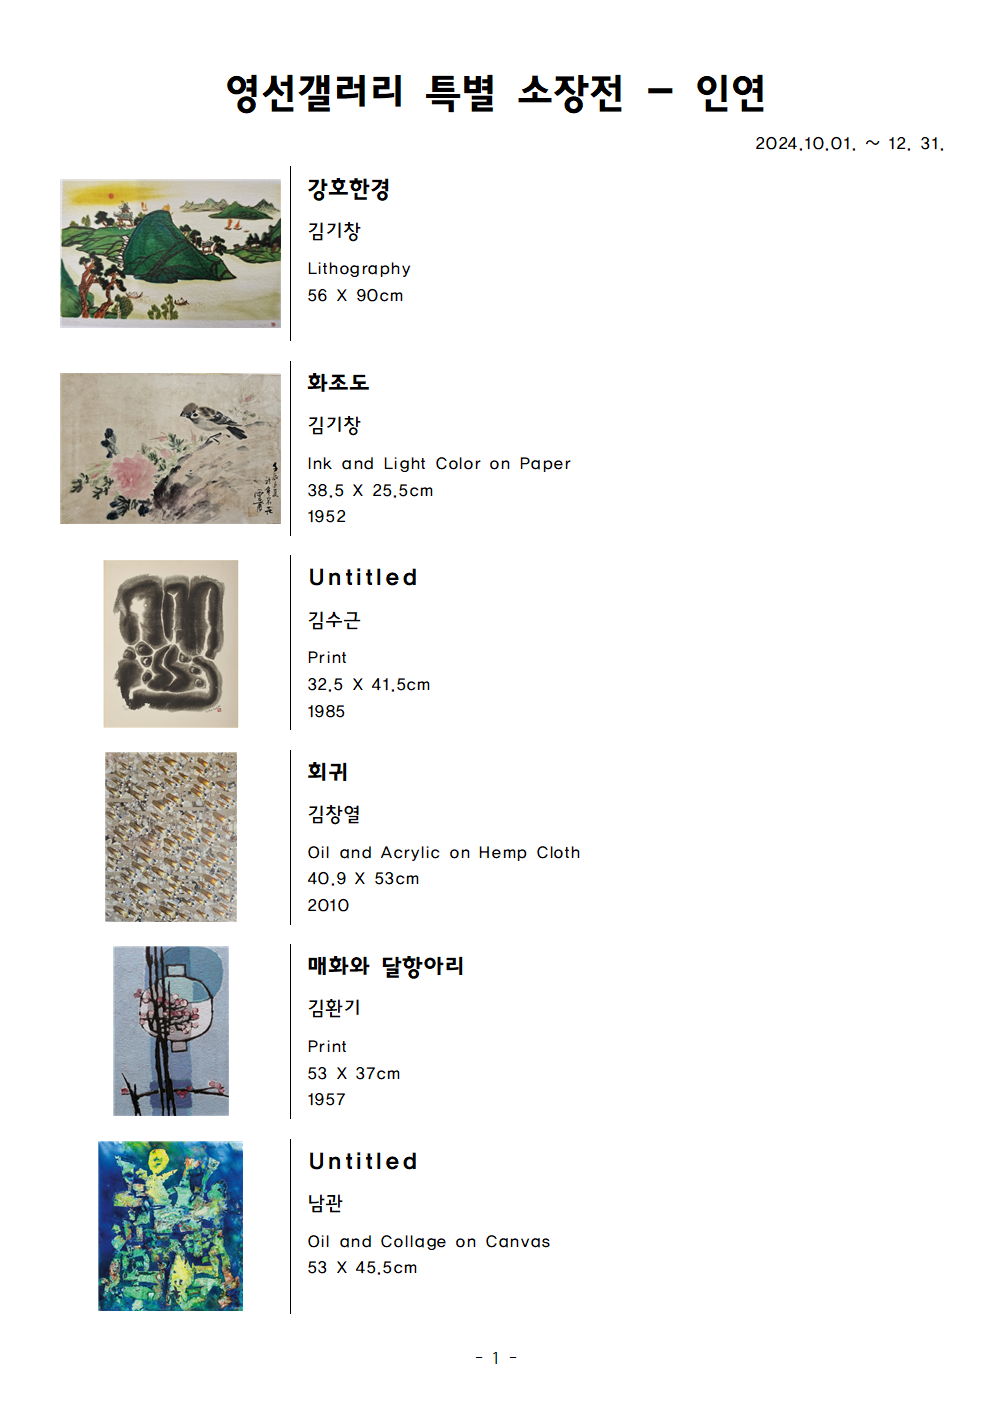 영선갤러리 특별 소장전 - 인연
2024.10.01. ~ 12. 31.
강호한경
김기창
Lithography
56 X 90cm
화조도
김기창
Ink and Light Color on Paper
38.5 X 25.5cm
1952
Untitled
김수근
Print
32.5 X 41.5cm
1985
회귀
김창열
Oil and Acrylic on Hemp Cloth
40.9 X 53cm
2010
매화와 달항아리
김환기
Print
53 X 37cm
1957
Untitled
남관
Oil and Collage on Canvas
53 X 45.5cm
- 1 -